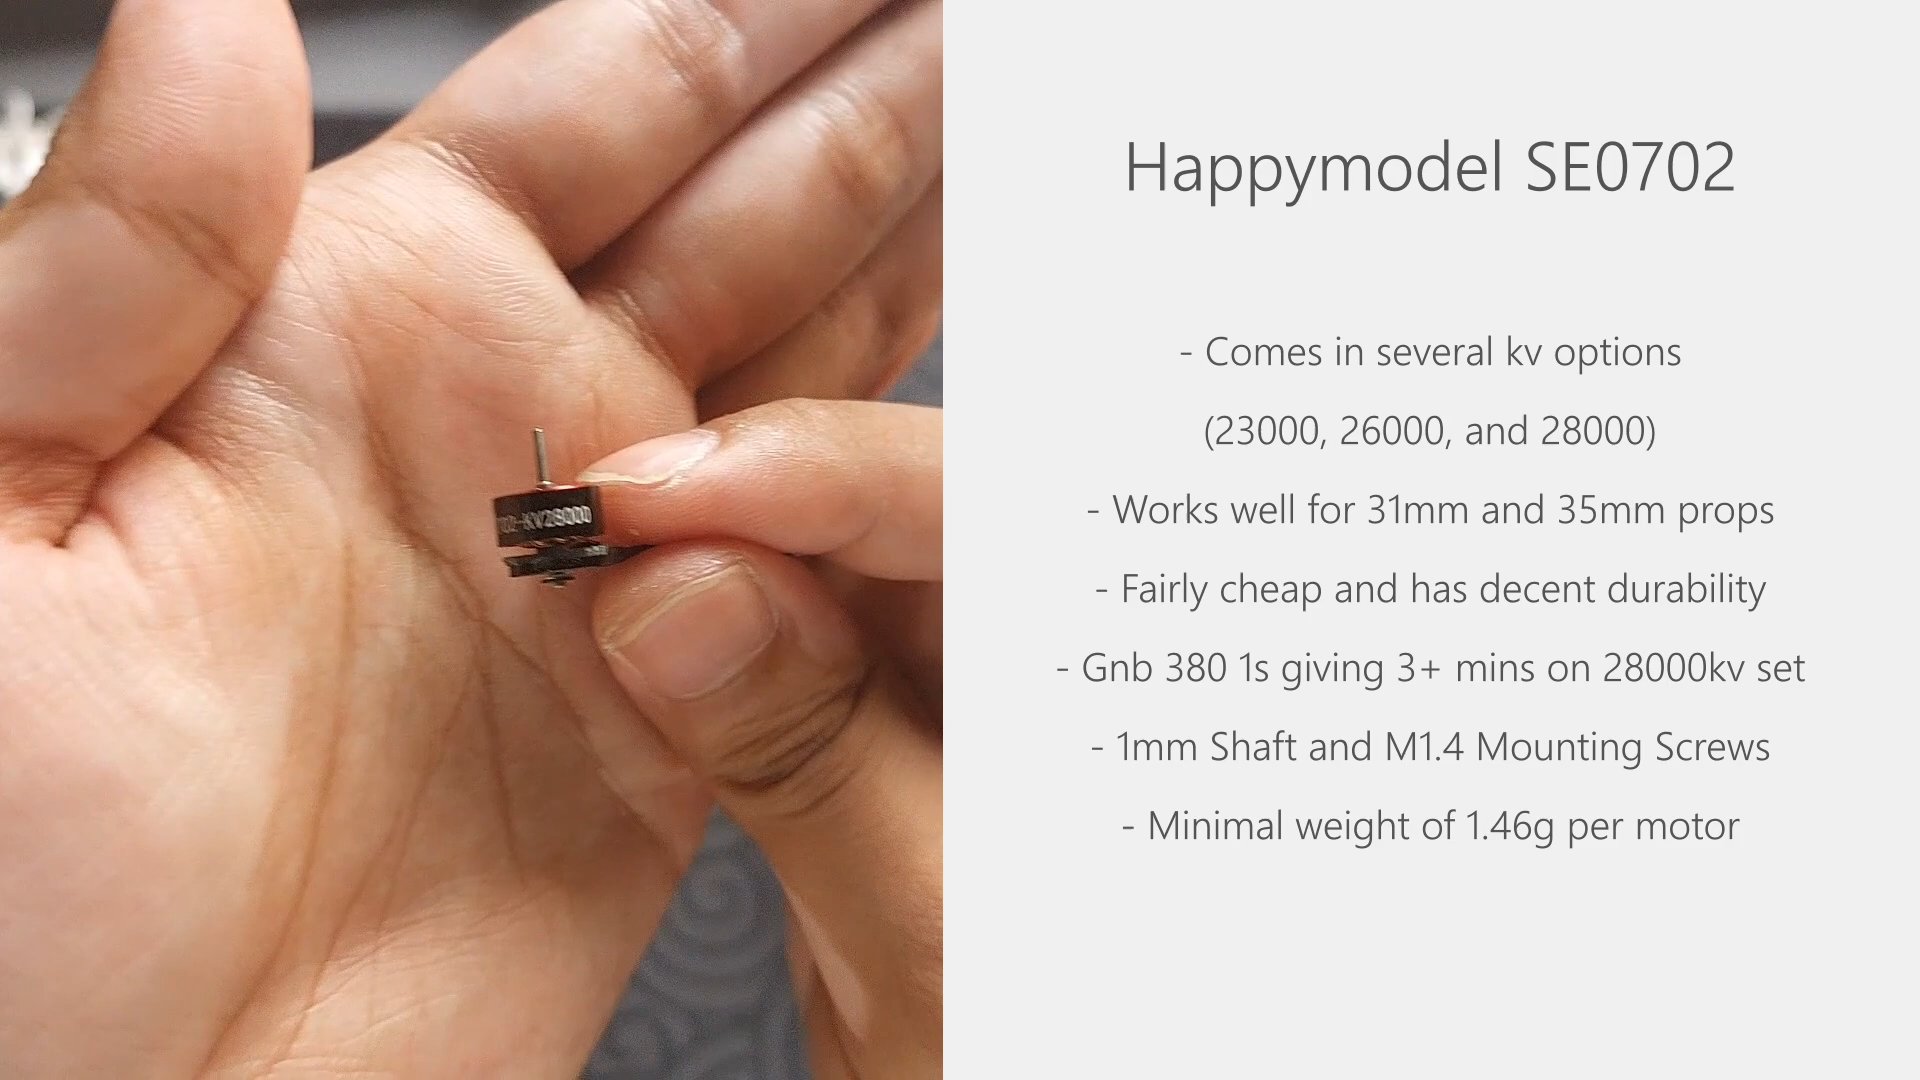 Happymodel SE0702
- Comes in several kv options
(23000, 26000, and 28000)
- Works well for 31mm and 35mm props
- Fairly cheap and has decent durability
- Gnb 380 1s giving 3+ mins on 28000kv set
- 1mm Shaft and M1.4 Mounting Screws
- Minimal weight of 1.46g per motor
KV28000